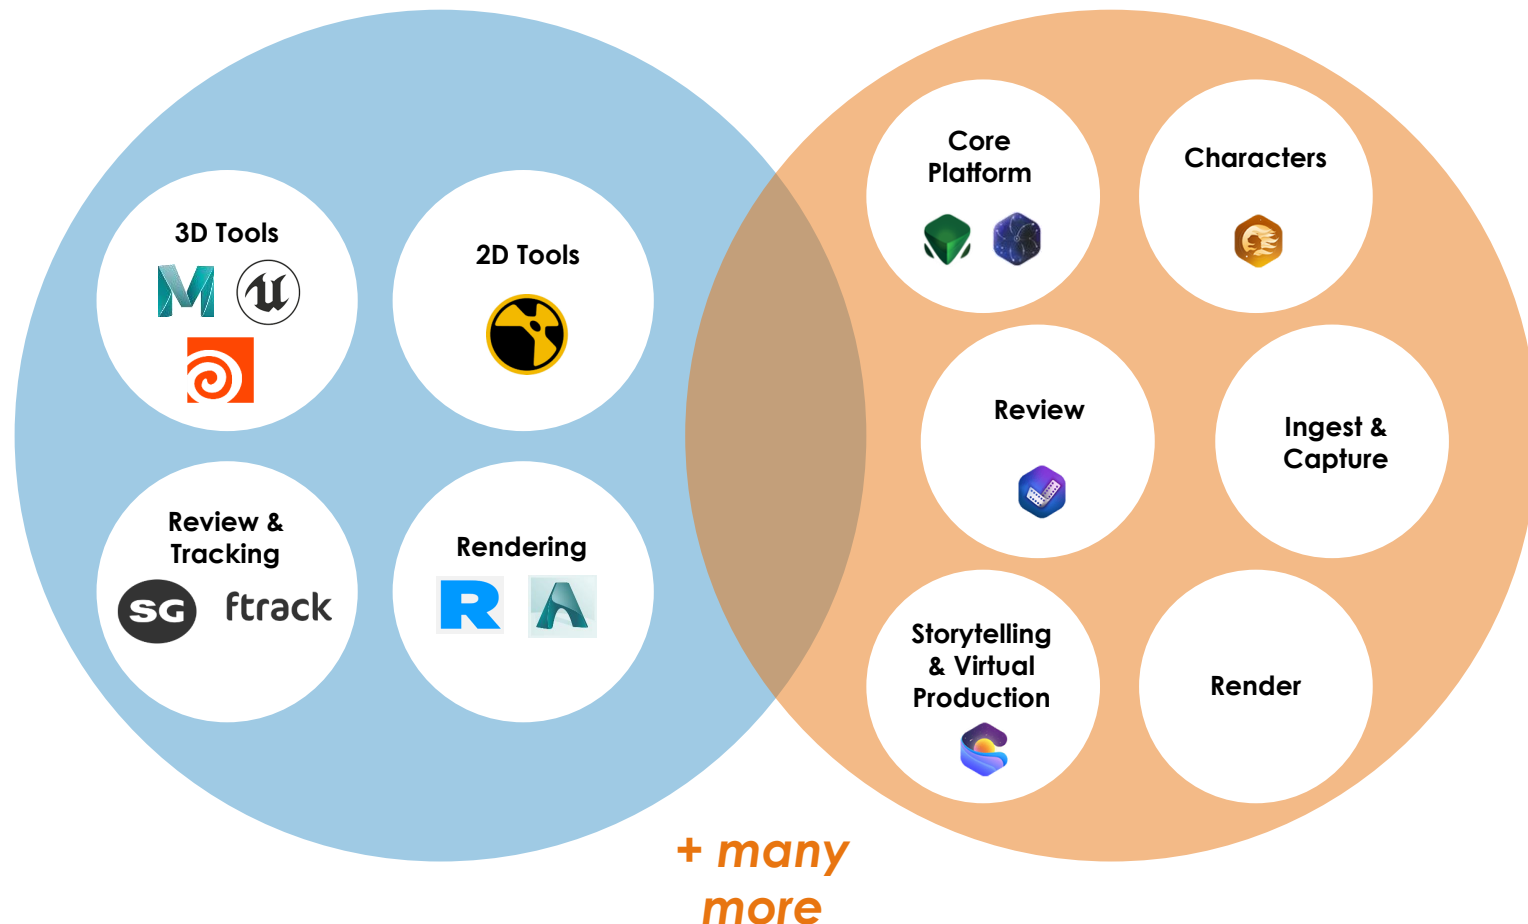 3D Tools
2D Tools
Review &
Tracking
SG
ftrack
Rendering
R
Core
Platform
Characters
Review
Ingest &
Capture
Storytelling
& Virtual
Production
Render
+ many
more